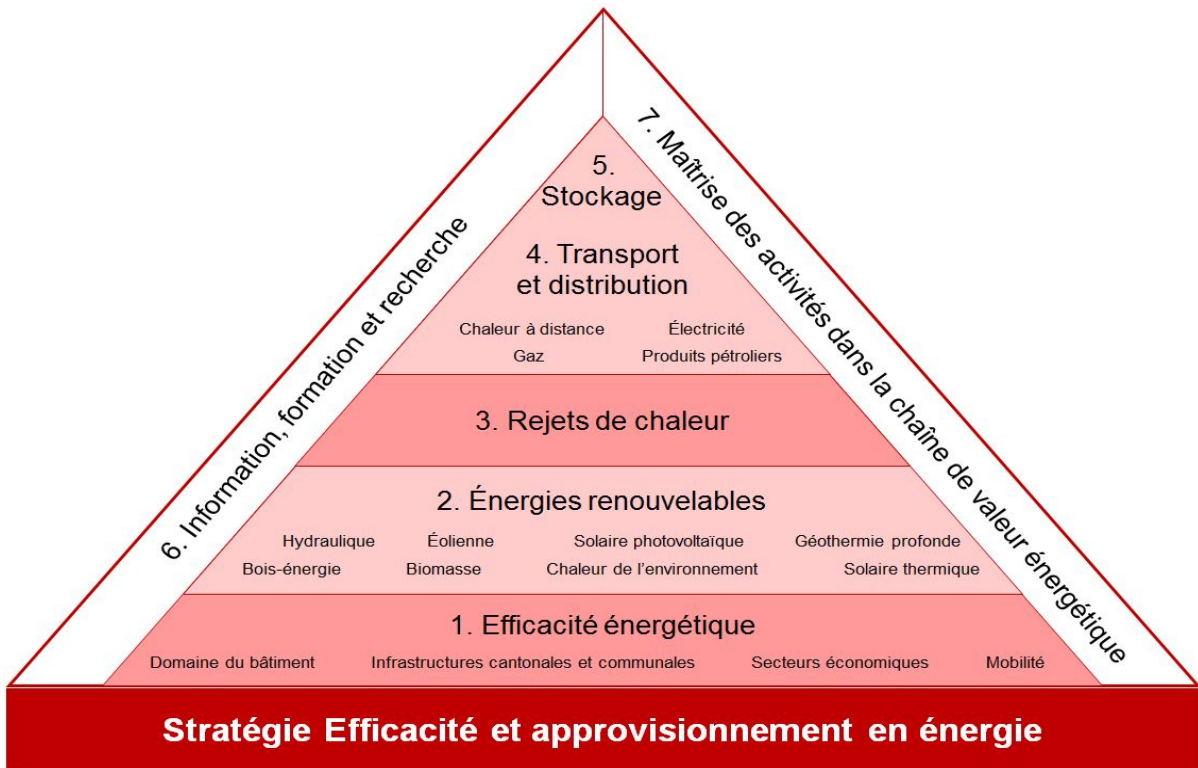 5.
Stockage
4. Transport
et distribution
Chaleur à distance Électricité
Gaz Produits pétroliers
3. Rejets de chaleur
2. Énergies renouvelables
Hydraulique Éolienne Solaire photovoltaïque Géothermie profonde
Bois-énergie Biomasse Chaleur de l'environnement Solaire thermique
1. Efficacité énergétique
Domaine du bâtiment Infrastructures cantonales et communales Secteurs économiques Mobilité
6. Information, formation et recherche
7. Maîtrise des activités dans la chaîne de valeur énergétique
Stratégie Efficacité et approvisionnement en énergie